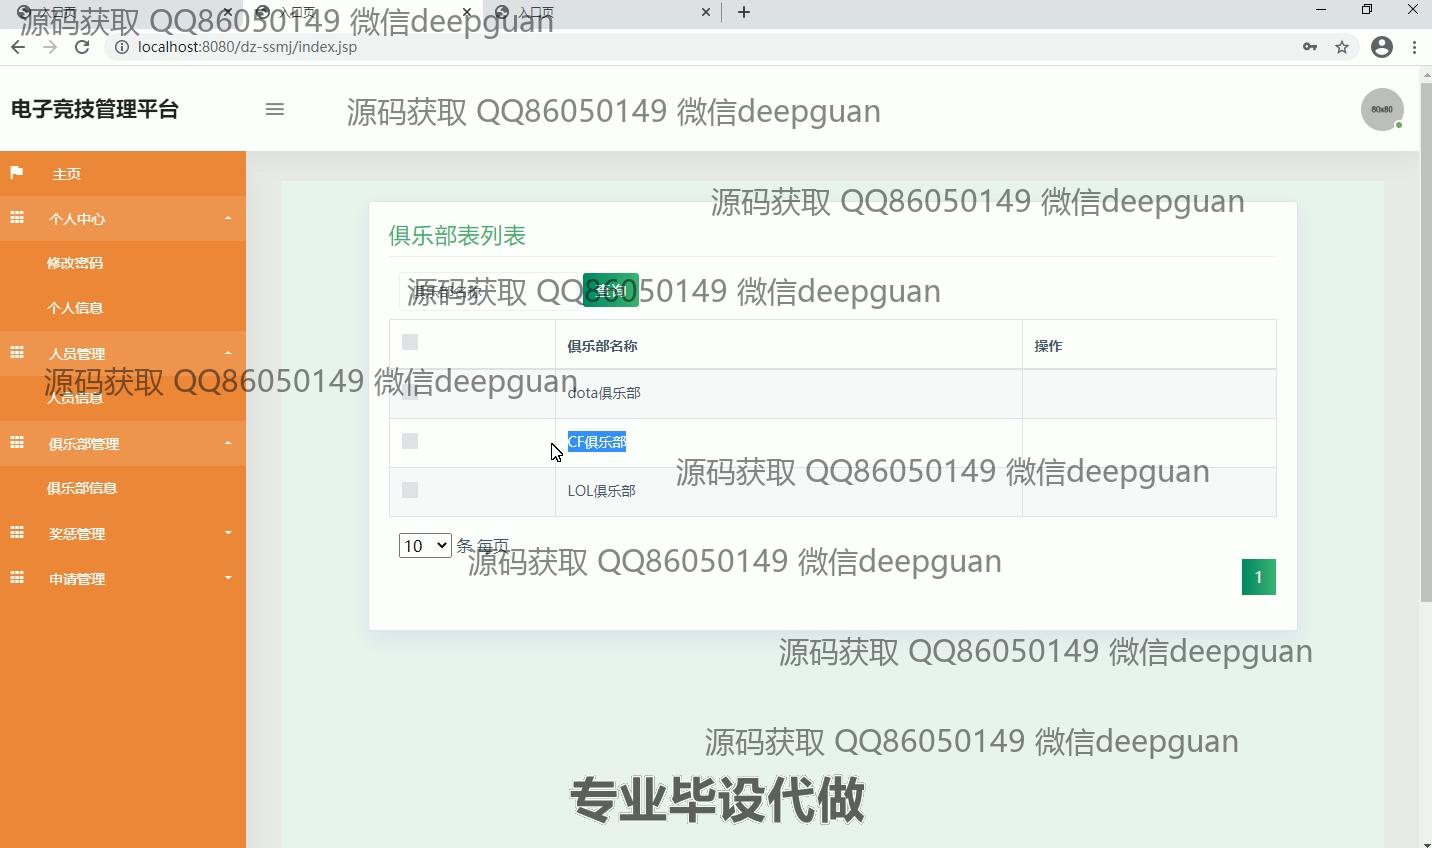 入口页
入口页
入口页
源码获取 QQ86050149 微信deepguan
localhost:8080/dz-ssmj/index.jsp
电子竞技管理平台
源码获取 QQ86050149 微信deepguan
80x80
主页
个人中心
修改密码
个人信息
人员管理
人员信息
俱乐部管理
俱乐部信息
奖惩管理
申请管理
源码获取 QQ86050149 微信deepguan
俱乐部表列表
俱乐部名称
查询
源码获取 QQ86050149 微信deepguan
俱乐部名称
操作
源码获取 QQ86050149 微信deepguan
dota俱乐部
CF俱乐部
源码获取 QQ86050149 微信deepguan
LOL俱乐部
10 条 每页
源码获取 QQ86050149 微信deepguan
1
源码获取 QQ86050149 微信deepguan
源码获取 QQ86050149 微信deepguan
专业毕设代做